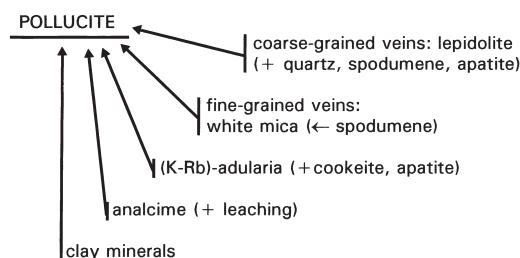 POLLUCITE
coarse-grained veins: lepidolite
(+ quartz, spodumene, apatite)
fine-grained veins:
white mica (← spodumene)
(K-Rb)-adularia (+cookeite, apatite)
analcime (+ leaching)
clay minerals